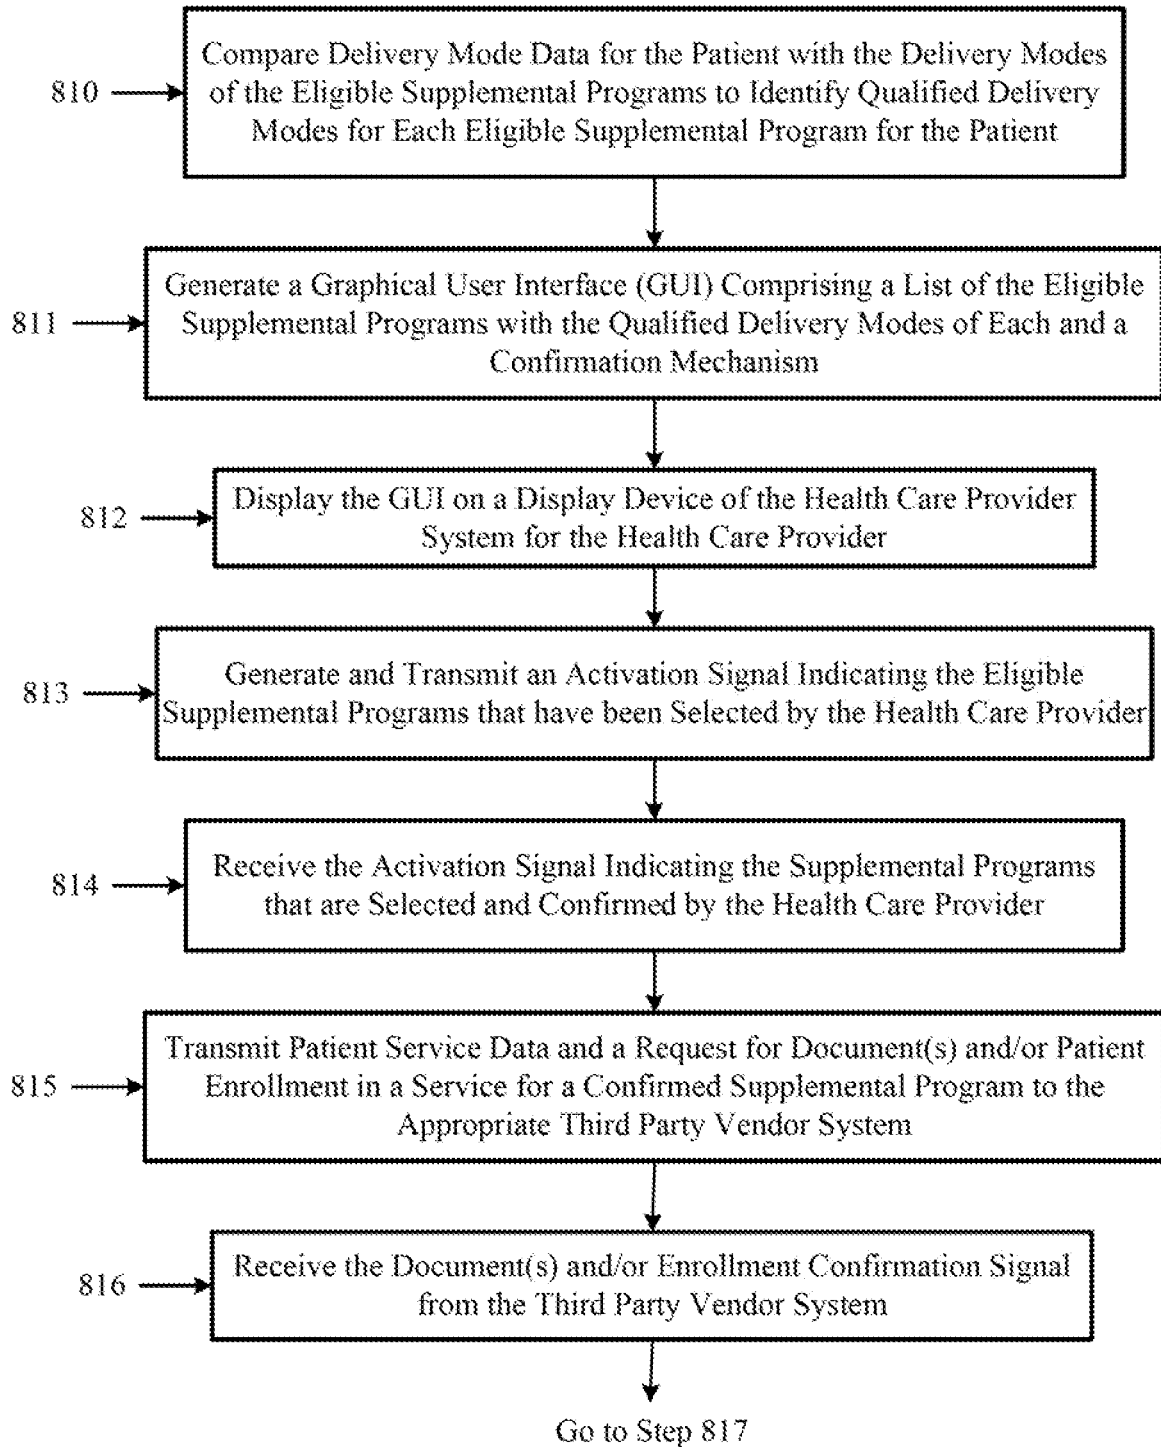 810
Compare Delivery Mode Data for the Patient with the Delivery Modes
of the Eligible Supplemental Programs to Identify Qualified Delivery
Modes for Each Eligible Supplemental Program for the Patient
811
Generate a Graphical User Interface (GUI) Comprising a List of the Eligible
Supplemental Programs with the Qualified Delivery Modes of Each and a
Confirmation Mechanism
812
Display the GUI on a Display Device of the Health Care Provider
System for the Health Care Provider
813
Generate and Transmit an Activation Signal Indicating the Eligible
Supplemental Programs that have been Selected by the Health Care Provider
814
Receive the Activation Signal Indicating the Supplemental Programs
that are Selected and Confirmed by the Health Care Provider
815
Transmit Patient Service Data and a Request for Document(s) and/or Patient
Enrollment in a Service for a Confirmed Supplemental Program to the
Appropriate Third Party Vendor System
816
Receive the Document(s) and/or Enrollment Confirmation Signal
from the Third Party Vendor System
Go to Step 817